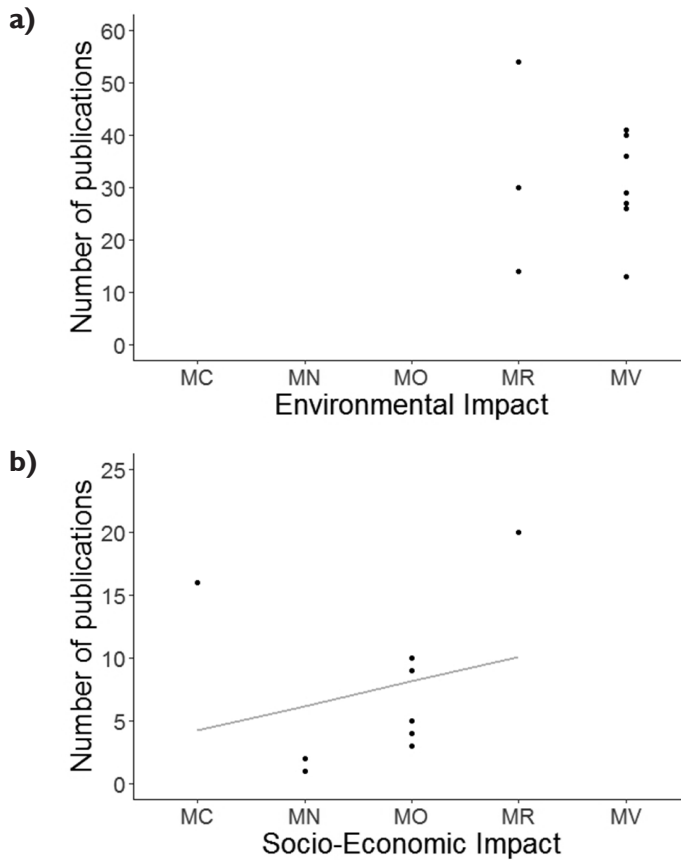 a)
Number of publications
60
50
40
30
20
10
0
MC MN MO MR MV
Environmental Impact
b)
Number of publications
25
20
15
10
5
0
MC MN MO MR MV
Socio-Economic Impact